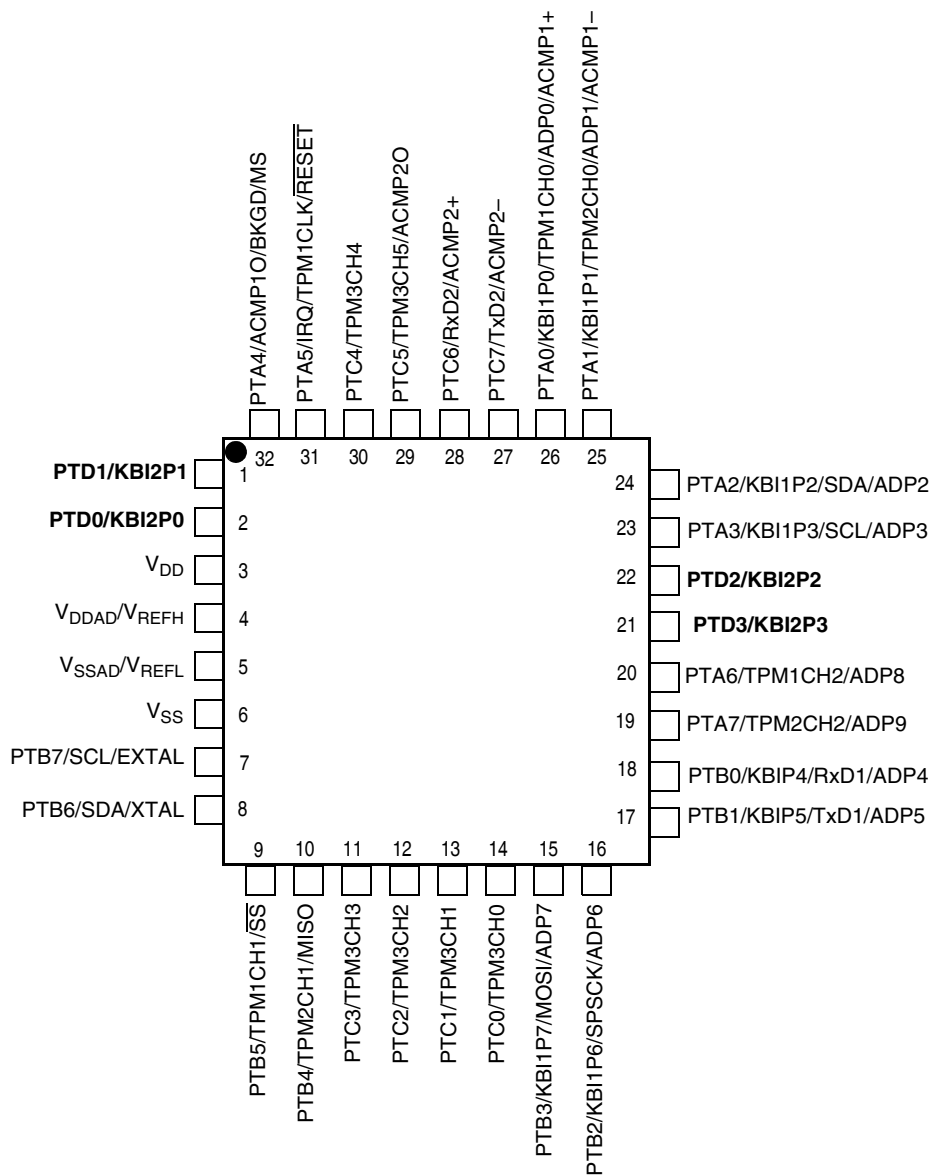 PTA4/ACMP1O/BKGD/MS
PTA5/IRQ/TPM1CLK/RESET
PTC4/TPM3CH4
PTC5/TPM3CH5/ACMP2O
PTC6/RxD2/ACMP2+
PTC7/TxD2/ACMP2–
PTA0/KBI1P0/TPM1CH0/ADP0/ACMP1+
PTA1/KBI1P1/TPM2CH0/ADP1/ACMP1–
32
31
30
29
28
27
26
25
PTD1/KBI2P1
1
PTD0/KBI2P0
2
VDD
3
VDDAD/VREFH
4
VSSAD/VREFL
5
VSS
6
PTB7/SCL/EXTAL
7
PTB6/SDA/XTAL
8
24
PTA2/KBI1P2/SDA/ADP2
23
PTA3/KBI1P3/SCL/ADP3
22
PTD2/KBI2P2
21
PTD3/KBI2P3
20
PTA6/TPM1CH2/ADP8
19
PTA7/TPM2CH2/ADP9
18
PTB0/KBIP4/RxD1/ADP4
17
PTB1/KBIP5/TxD1/ADP5
9
10
11
12
13
14
15
16
PTB5/TPM1CH1/SS
PTB4/TPM2CH1/MISO
PTC3/TPM3CH3
PTC2/TPM3CH2
PTC1/TPM3CH1
PTC0/TPM3CH0
PTB3/KBI1P7/MOSI/ADP7
PTB2/KBI1P6/SPSCK/ADP6